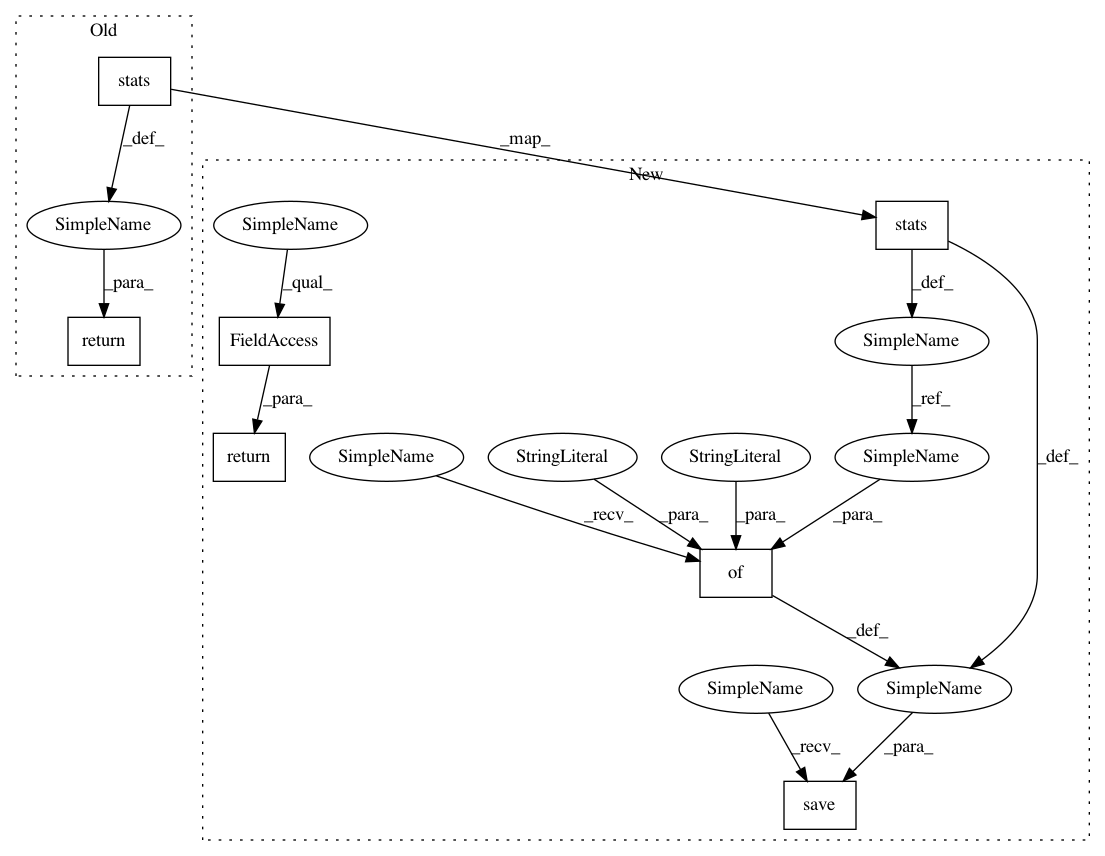 Old
stats
_def_
_map_
New
SimpleName
SimpleName
stats
_para_
_qual_
_def_
return
FieldAccess
SimpleName
_para_
_ref_
_def_
return
SimpleName
StringLiteral
StringLiteral
SimpleName
_recv_
_para_
_para_
_para_
of
_def_
SimpleName
SimpleName
_recv_
_para_
save